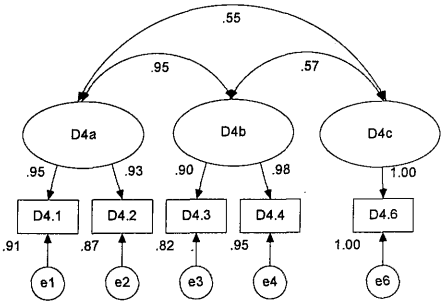 .55
.95 .57
D4a D4b D4c
.95 .93 .90 .98 1.00
D4.1 D4.2 D4.3 D4.4 D4.6
.91 .87 .82 .95 1.00
e1 e2 e3 e4 e6